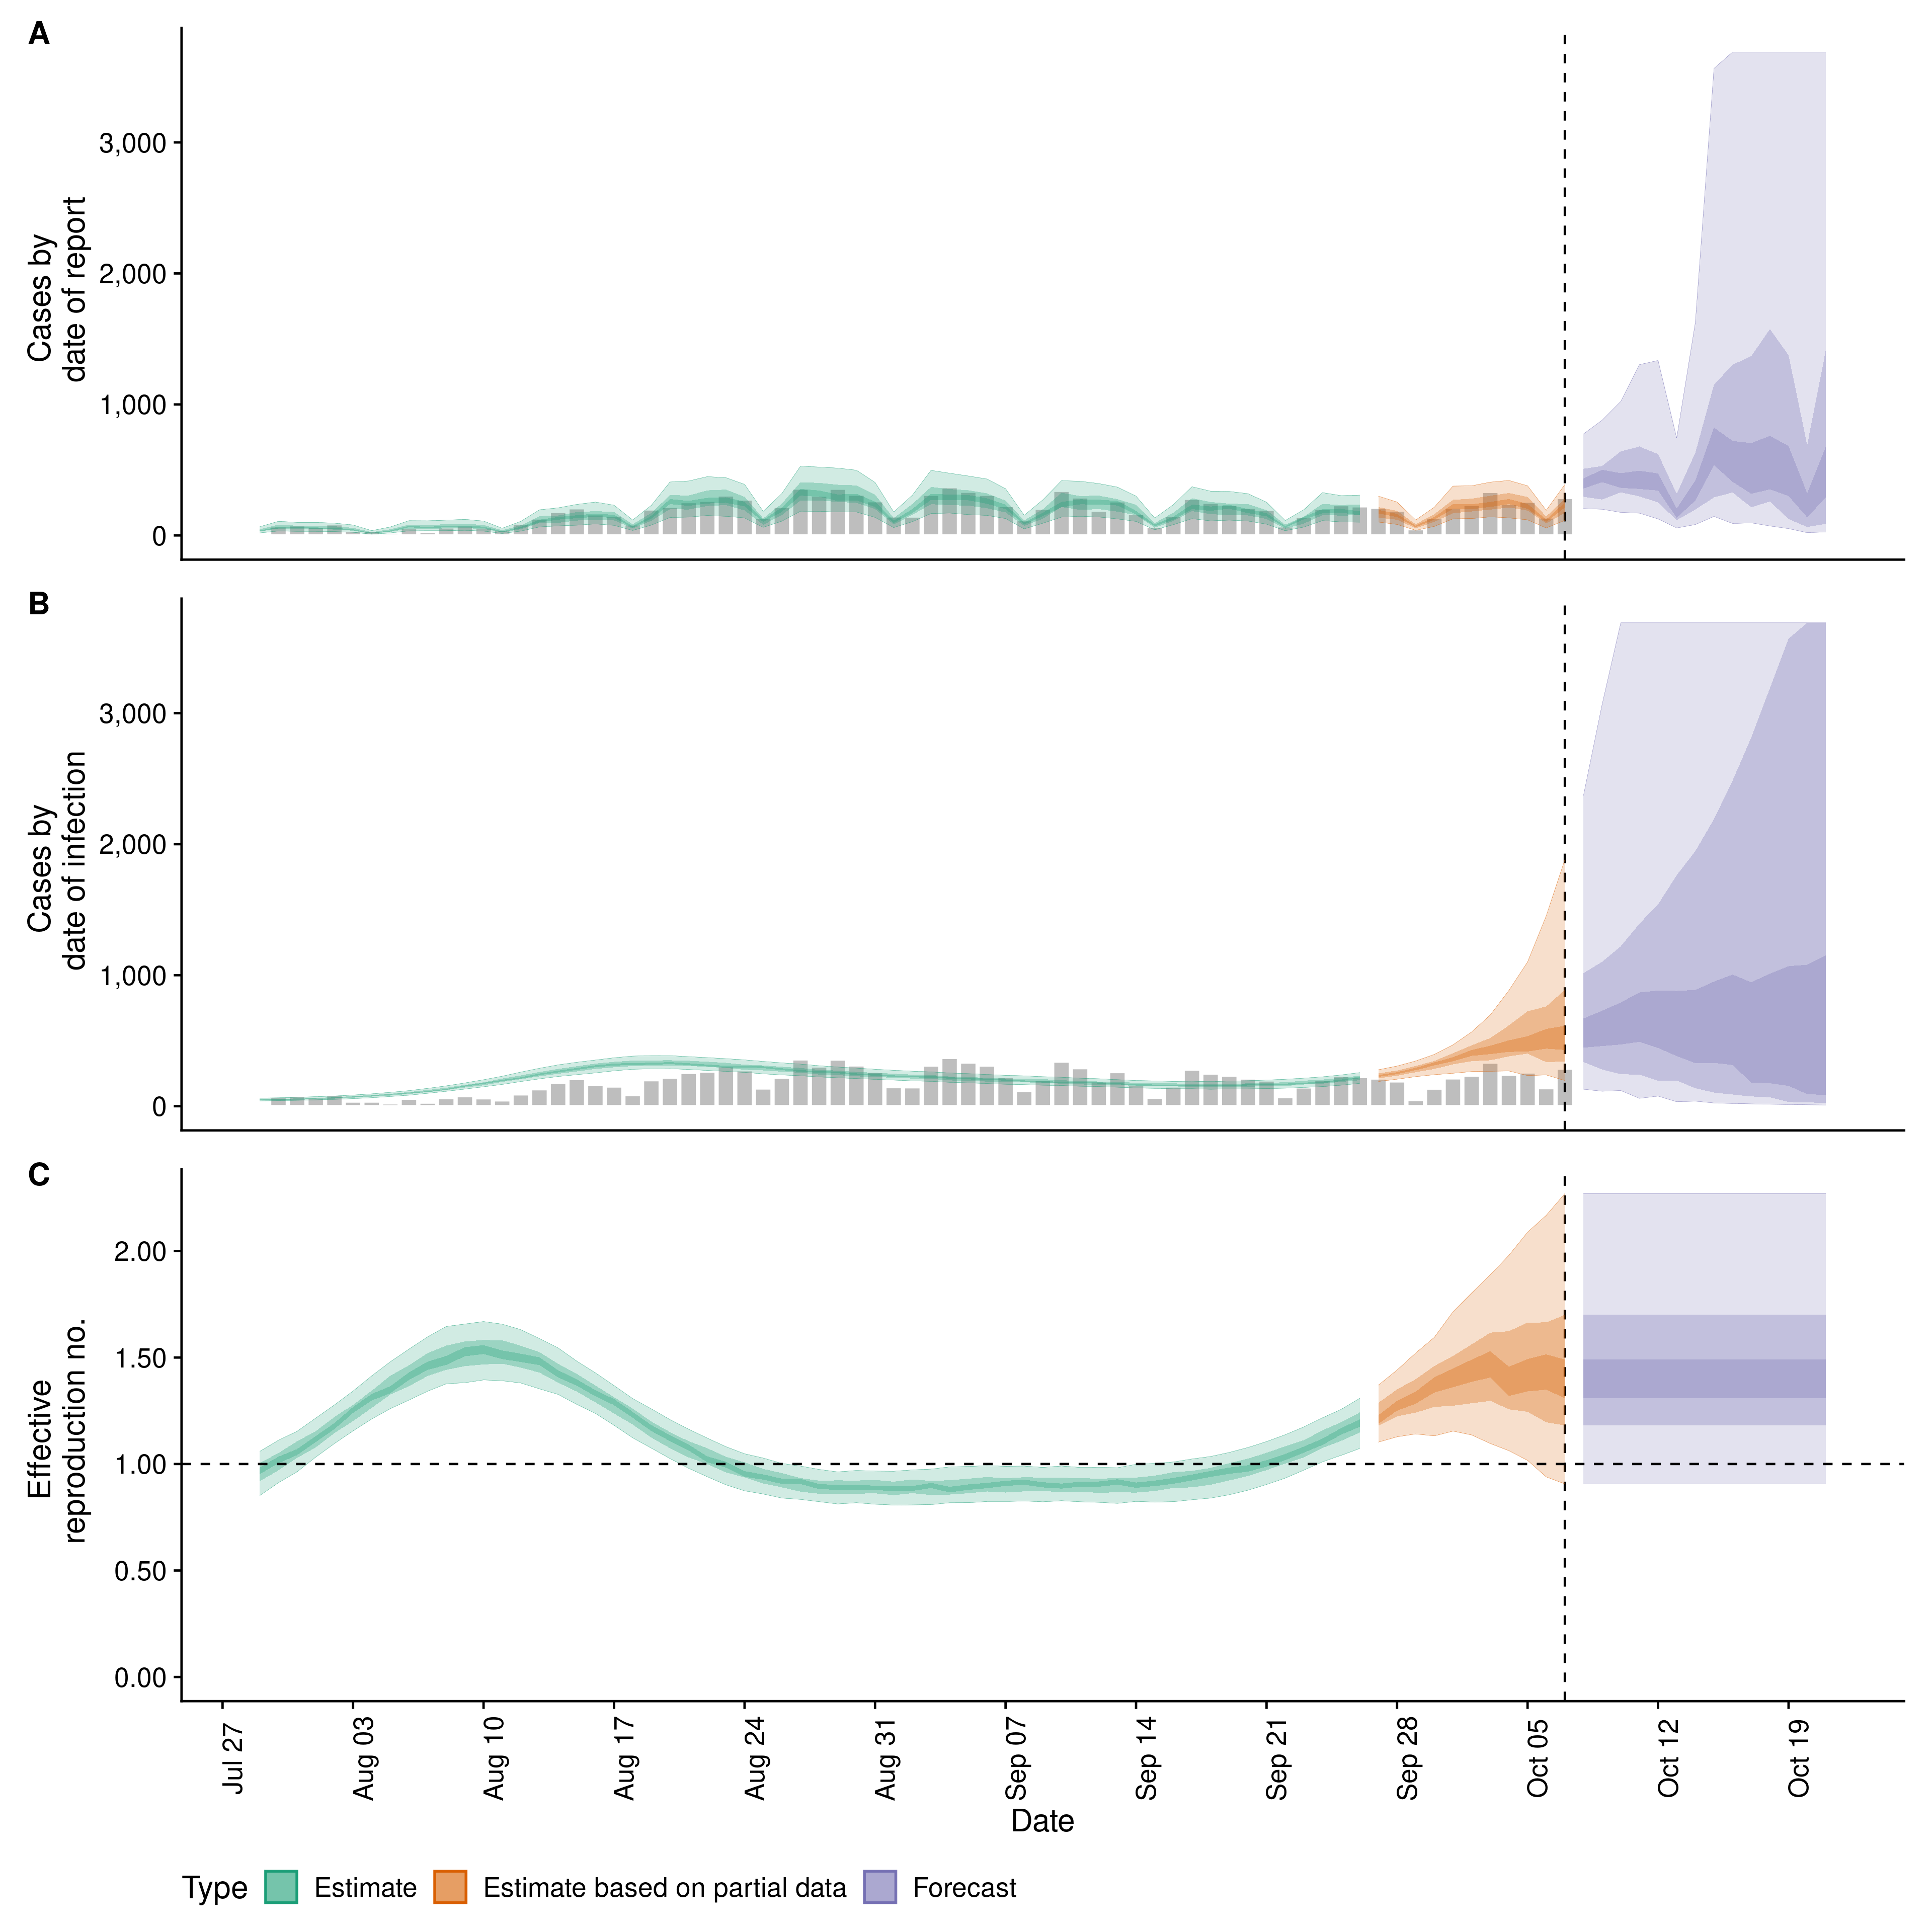 A
Cases by
date of report
3,000
2,000
1,000
0
B
Cases by
date of infection
3,000
2,000
1,000
0
C
Effective
reproduction no.
2.00
1.50
1.00
0.50
0.00
Jul 27
Aug 03
Aug 10
Aug 17
Aug 24
Aug 31
Sep 07
Sep 14
Sep 21
Sep 28
Oct 05
Oct 12
Oct 19
Date
Type Estimate Estimate based on partial data Forecast